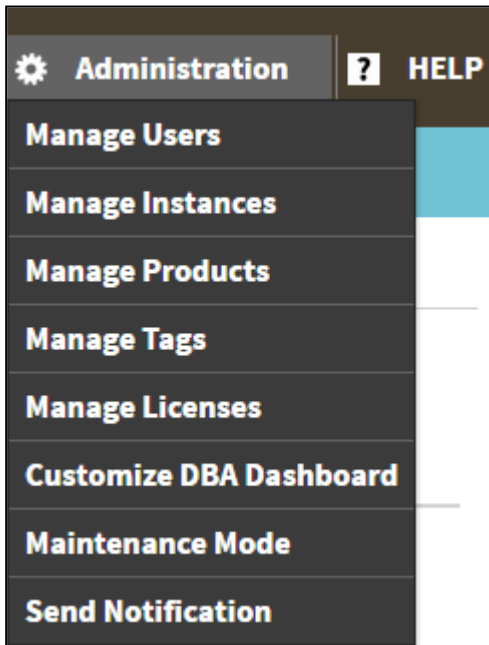 Administration ? HELP
Manage Users
Manage Instances
Manage Products
Manage Tags
Manage Licenses
Customize DBA Dashboard
Maintenance Mode
Send Notification